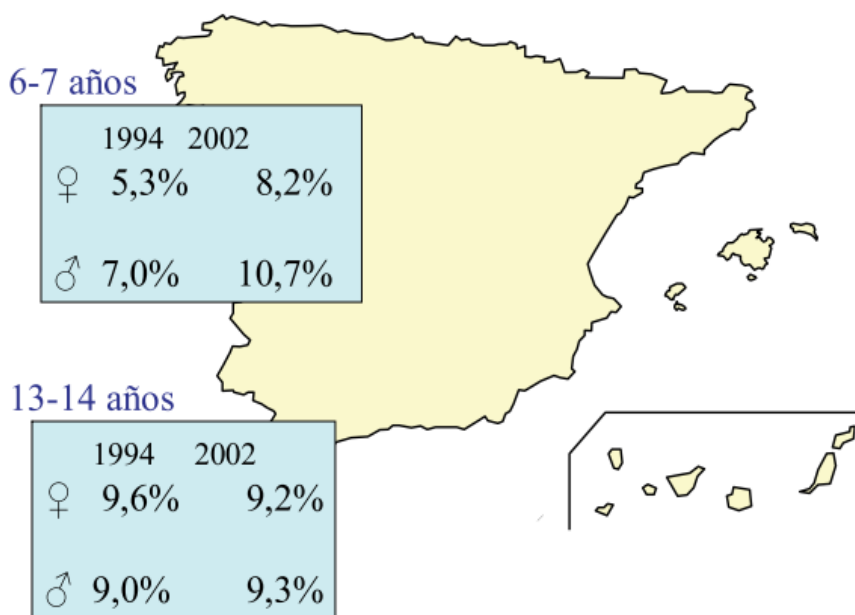 6-7 años
1994 2002
♀ 5,3% 8,2%
♂ 7,0% 10,7%
13-14 años
1994 2002
♀ 9,6% 9,2%
♂ 9,0% 9,3%